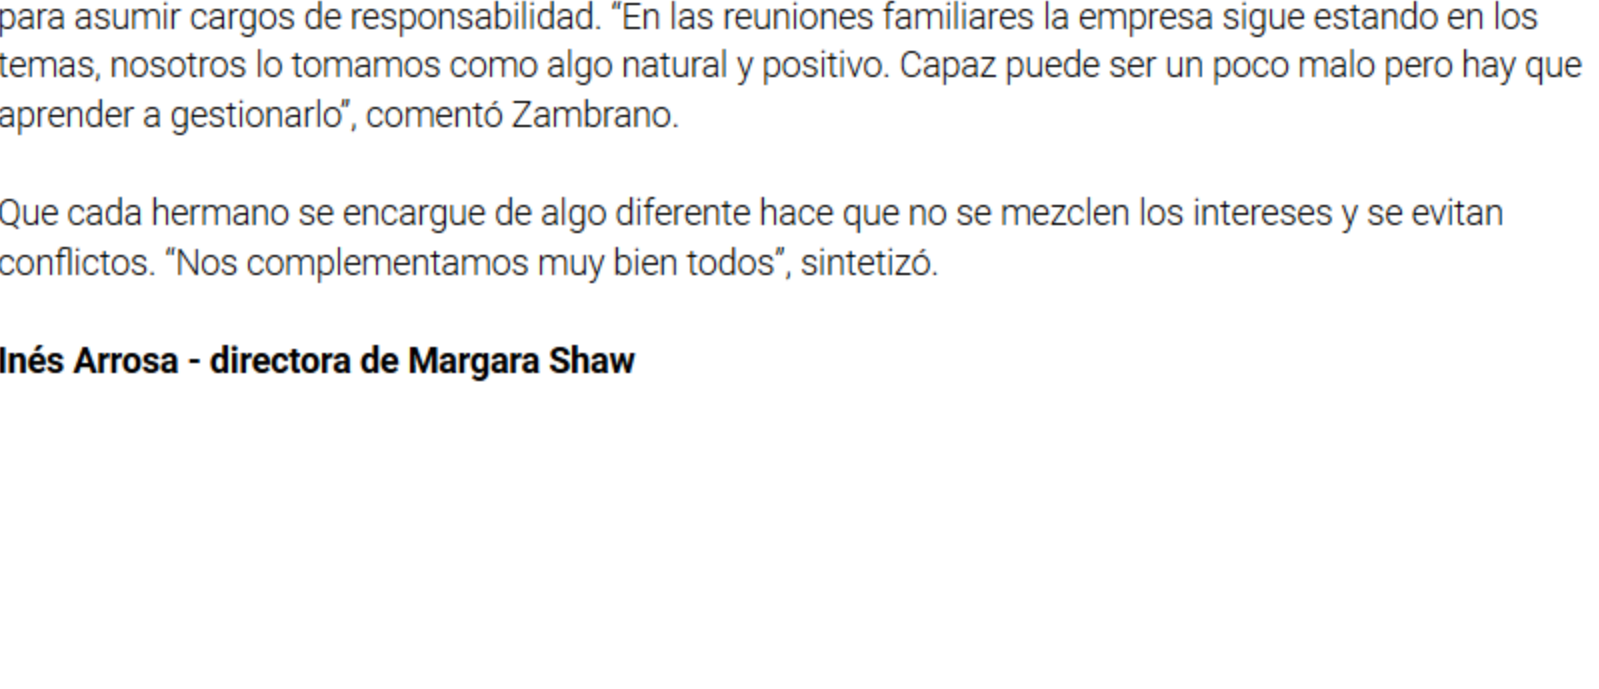 para asumir cargos de responsabilidad. “En las reuniones familiares la empresa sigue estando en los
temas, nosotros lo tomamos como algo natural y positivo. Capaz puede ser un poco malo pero hay que
aprender a gestionarlo”, comentó Zambrano.
Que cada hermano se encargue de algo diferente hace que no se mezclen los intereses y se evitan
conflictos. “Nos complementamos muy bien todos”, sintetizó.
Inés Arrosa - directora de Margara Shaw